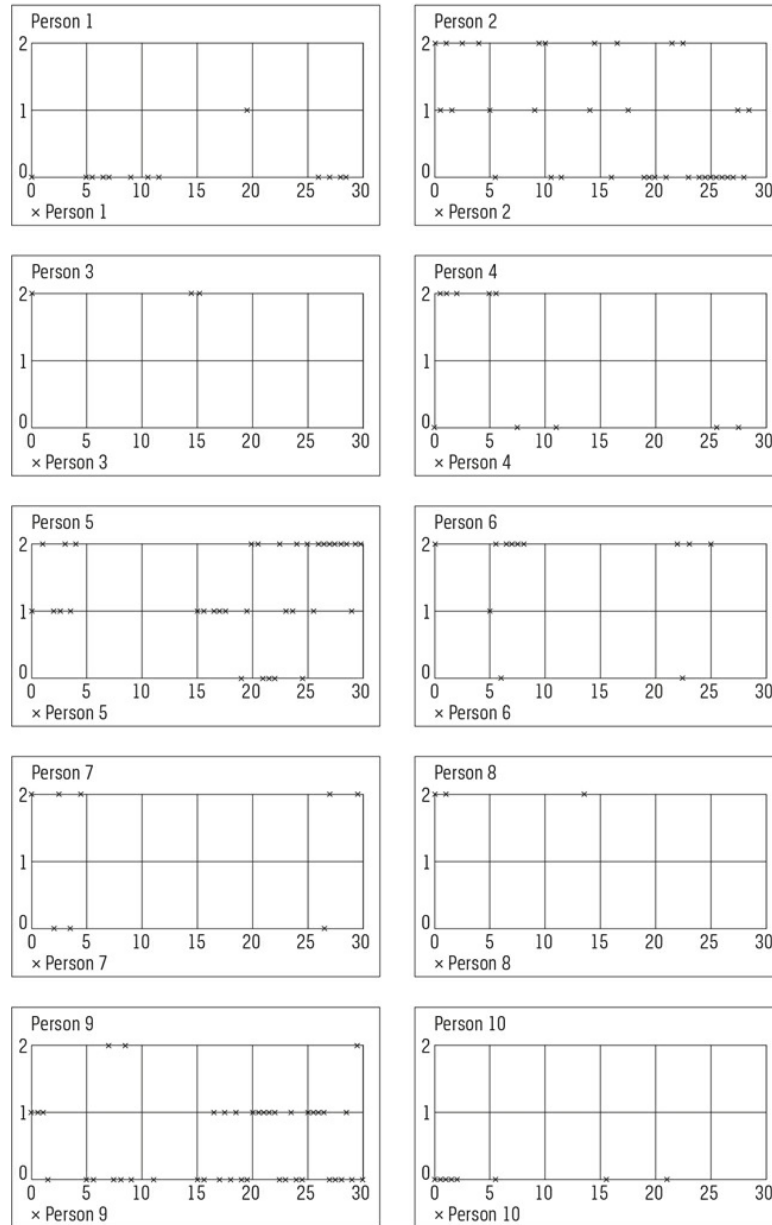 Person 1
2
1
0
0 5 10 15 20 25 30
× Person 1
Person 2
2
1
0
0 5 10 15 20 25 30
× Person 2
Person 3
2
1
0
0 5 10 15 20 25 30
× Person 3
Person 4
2
1
0
0 5 10 15 20 25 30
× Person 4
Person 5
2
1
0
0 5 10 15 20 25 30
× Person 5
Person 6
2
1
0
0 5 10 15 20 25 30
× Person 6
Person 7
2
1
0
0 5 10 15 20 25 30
× Person 7
Person 8
2
1
0
0 5 10 15 20 25 30
× Person 8
Person 9
2
1
0
0 5 10 15 20 25 30
× Person 9
Person 10
2
1
0
0 5 10 15 20 25 30
× Person 10